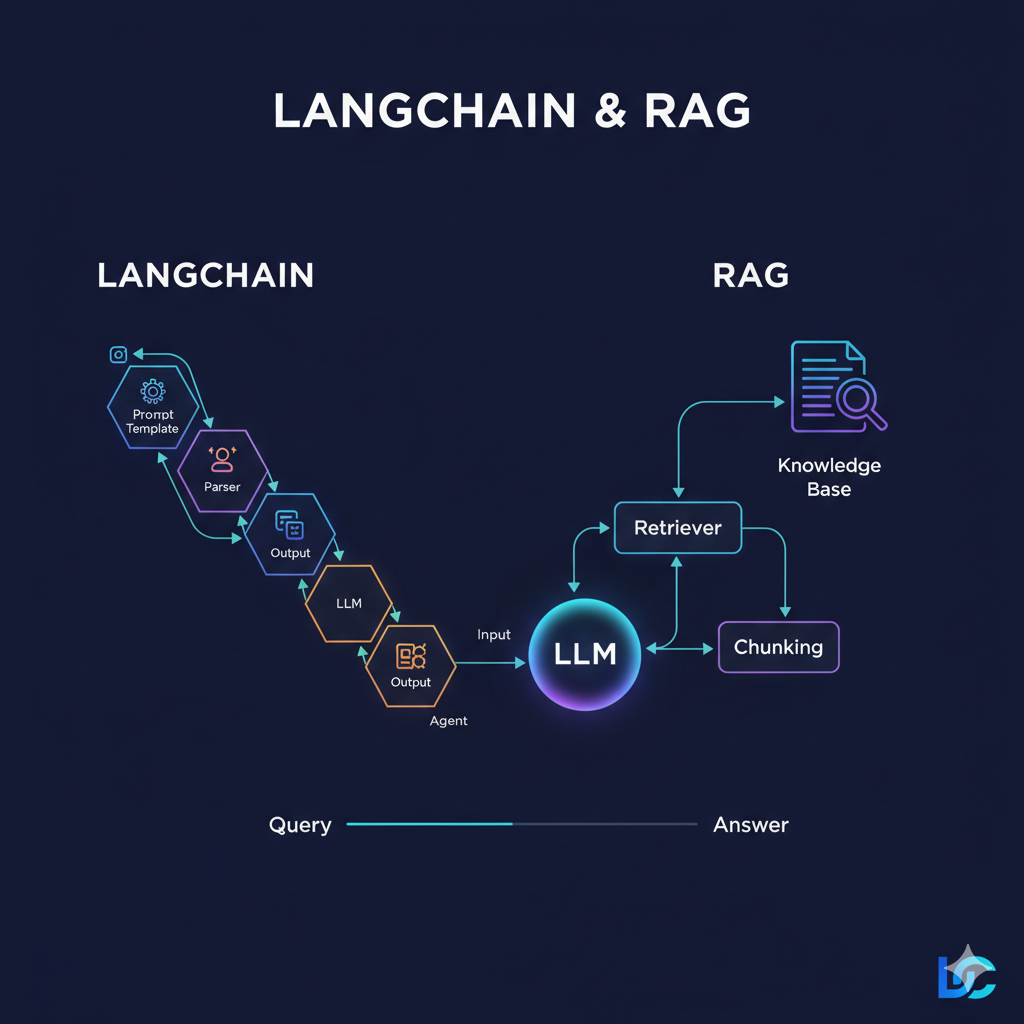 LANGCHAIN & RAG
LANGCHAIN
RAG
Prompt
Template
Parser
Output
LLM
Output
Agent
Input
LLM
Retriever
Knowledge
Base
Chunking
Query
Answer